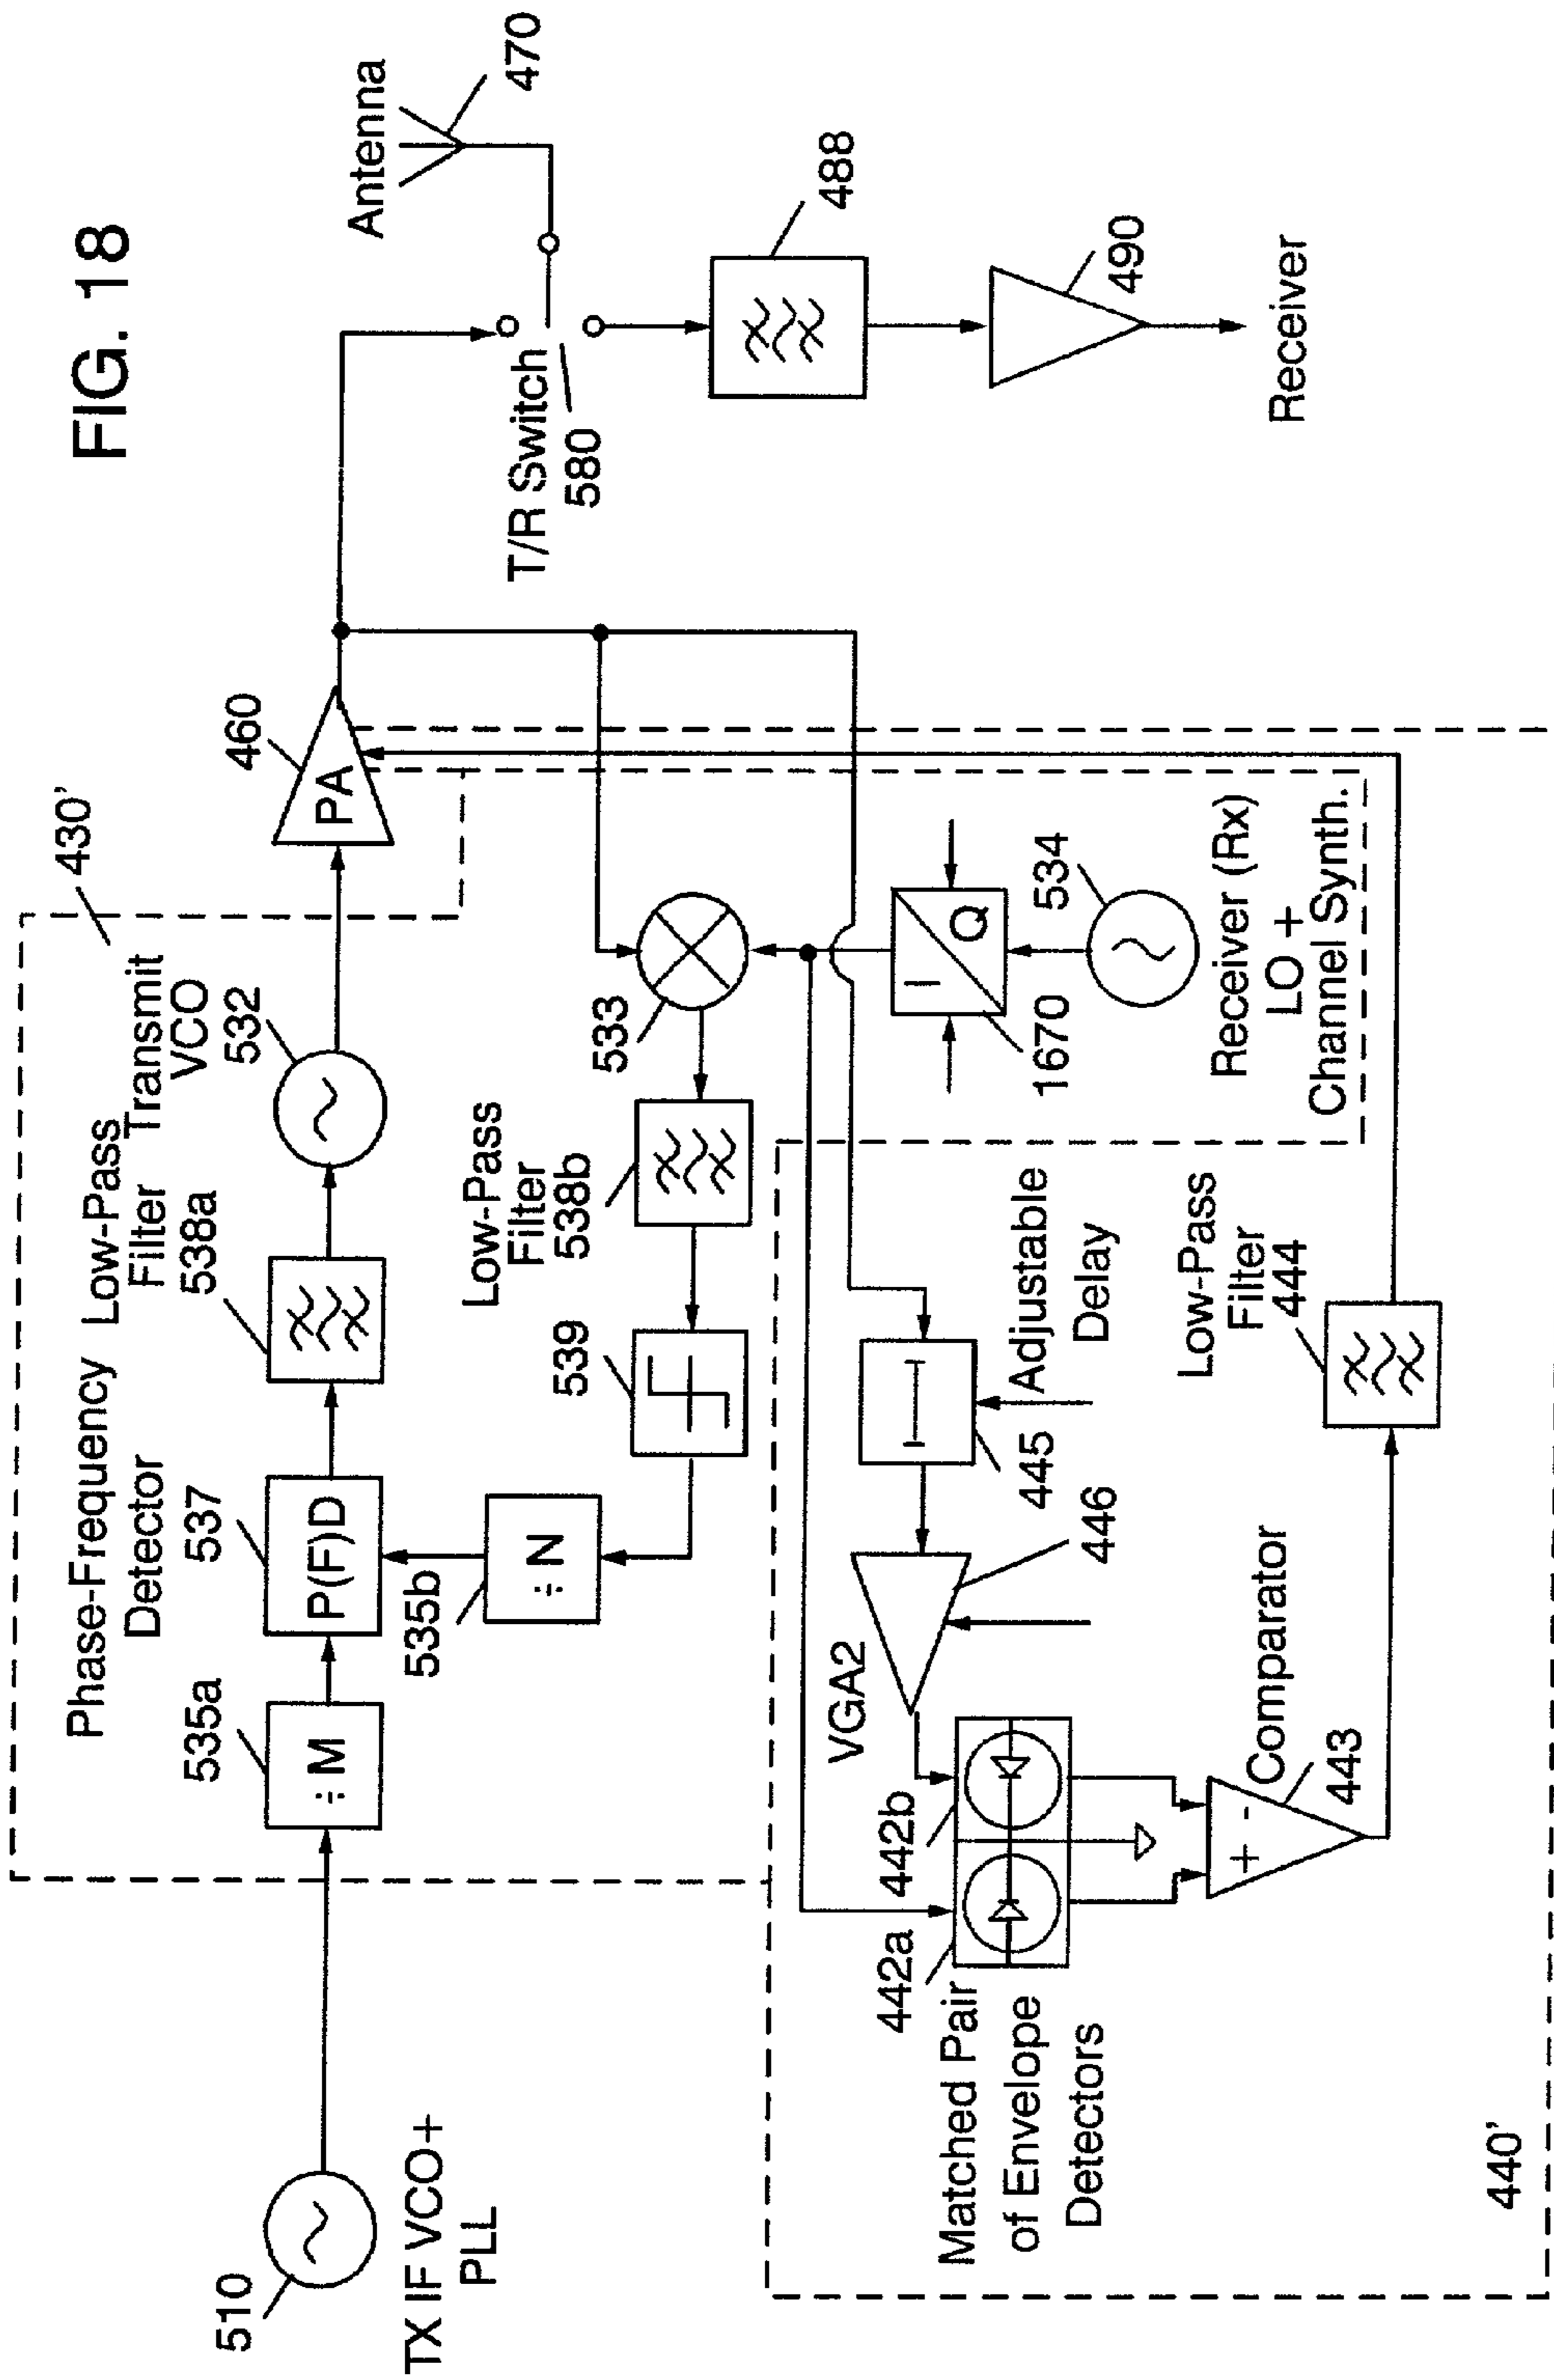 FIG. 18
430'
460
PA
Antenna
470
Phase-Frequency
Detector
537
P(F)D
Low-Pass
Filter
538a
Transmit
VCO
532
535a
÷M
510
TX IF VCO+
PLL
535b
÷N
539
Low-Pass
Filter
538b
533
T/R Switch
580
488
490
Receiver
I
Q
1670
534
Receiver (Rx)
LO +
Channel Synth.
VGA2
446
445
Adjustable
Delay
442a
442b
Matched Pair
of Envelope
Detectors
+
-
Comparator
443
Low-Pass
Filter
444
440'